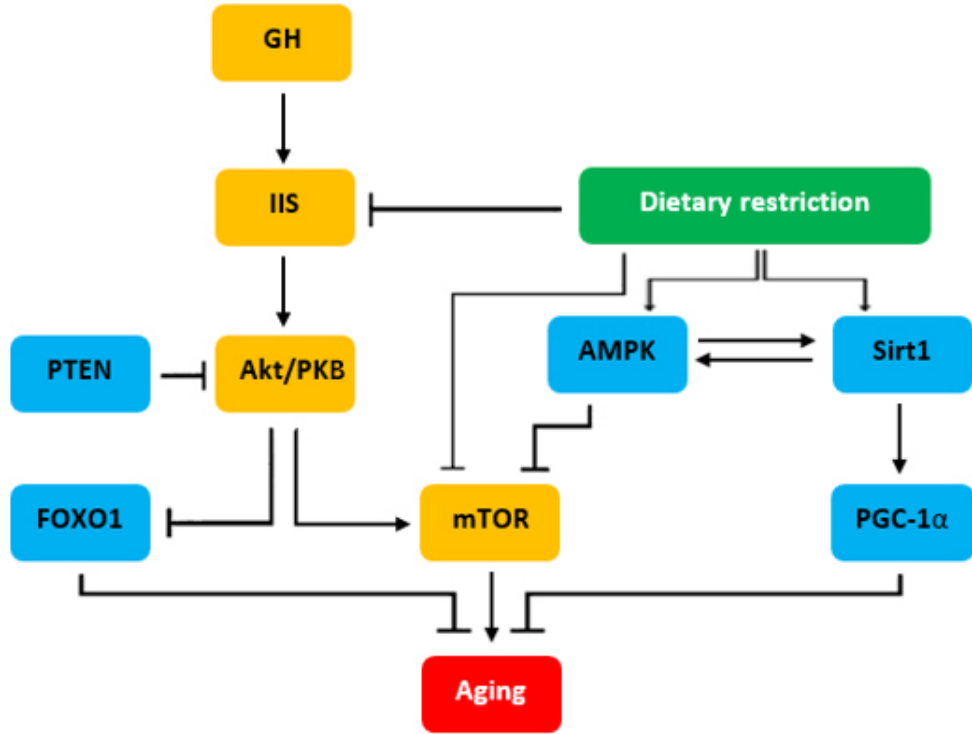 GH
IIS
Dietary restriction
PTEN
Akt/PKB
AMPK
Sirt1
FOXO1
mTOR
PGC-1α
Aging